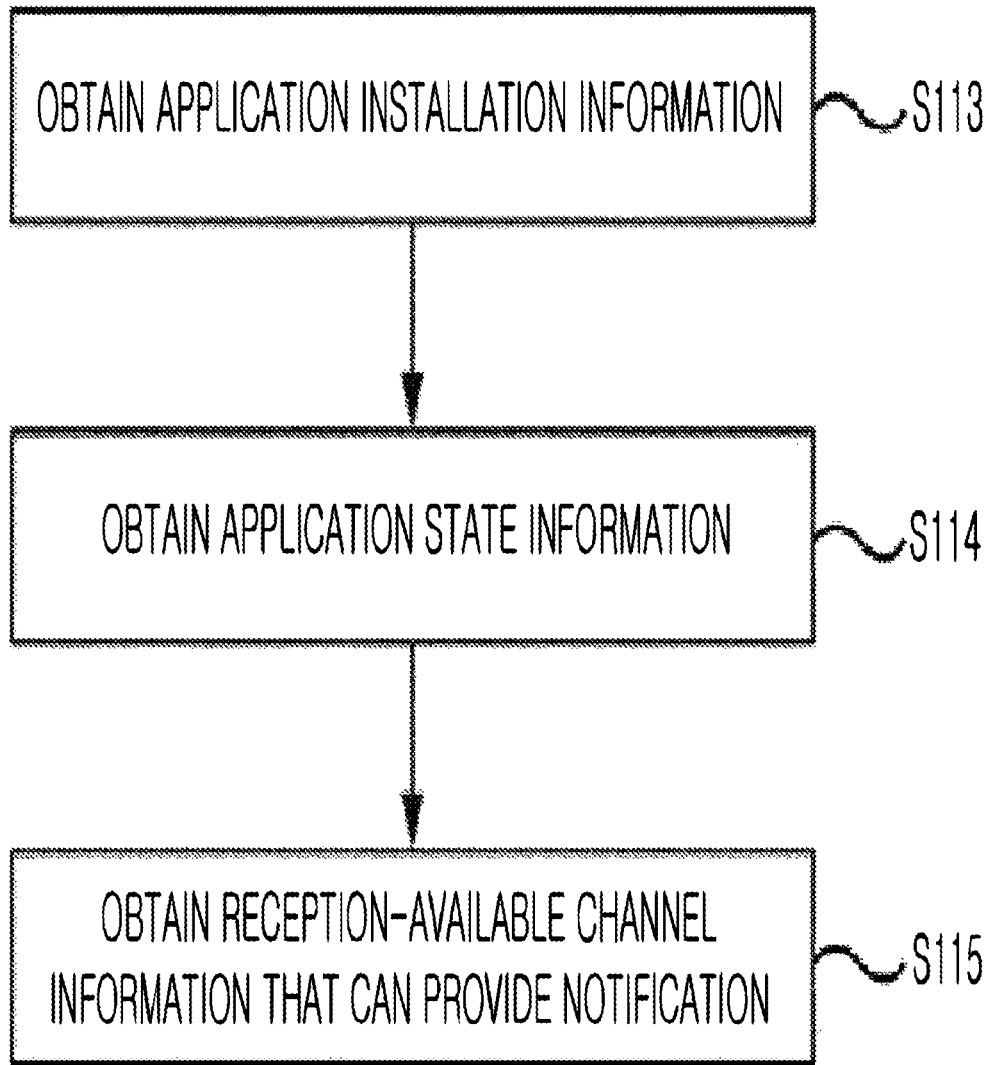 OBTAIN APPLICATION INSTALLATION INFORMATION
S113
OBTAIN APPLICATION STATE INFORMATION
S114
OBTAIN RECEPTION-AVAILABLE CHANNEL
INFORMATION THAT CAN PROVIDE NOTIFICATION
S115